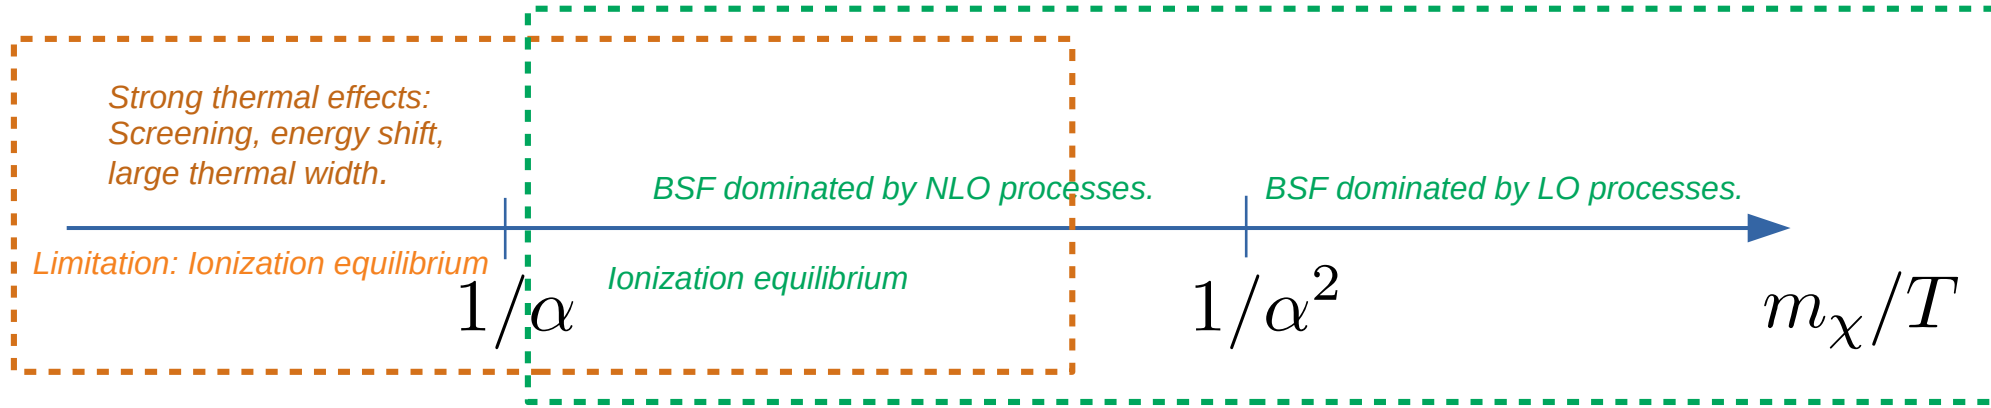 Strong thermal effects:
Screening, energy shift,
large thermal width.
BSF dominated by NLO processes.
BSF dominated by LO processes.
Limitation: Ionization equilibrium
Ionization equilibrium
1/α
1/α²
mᵪ/T